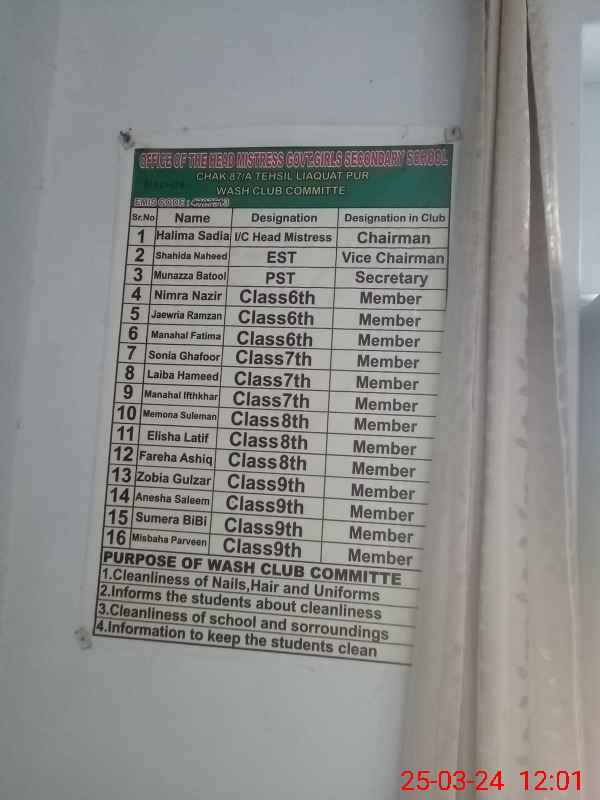 OFFICE OF THE HEAD MISTRESS GOVT.GIRLS SECONDARY SCHOOL
CHAK 87/A TEHSIL LIAQUAT PUR
WASH CLUB COMMITTE
EMIS CODE :
Sr.No Name Designation Designation in Club
1 Halima Sadia I/C Head Mistress Chairman
2 Shahida Naheed EST Vice Chairman
3 Munazza Batool PST Secretary
4 Nimra Nazir Class6th Member
5 Jaewria Ramzan Class6th Member
6 Manahal Fatima Class6th Member
7 Sonia Ghafoor Class7th Member
8 Laiba Hameed Class7th Member
9 Manahal Ifthkhar Class7th Member
10 Memona Suleman Class8th Member
11 Elisha Latif Class8th Member
12 Fareha Ashiq Class8th Member
13 Zobia Gulzar Class9th Member
14 Anesha Saleem Class9th Member
15 Sumera BiBi Class9th Member
16 Misbaha Parveen Class9th Member
PURPOSE OF WASH CLUB COMMITTE
1.Cleanliness of Nails,Hair and Uniforms
2.Informs the students about cleanliness
3.Cleanliness of school and sorroundings
4.Information to keep the students clean
25-03-24 12:01